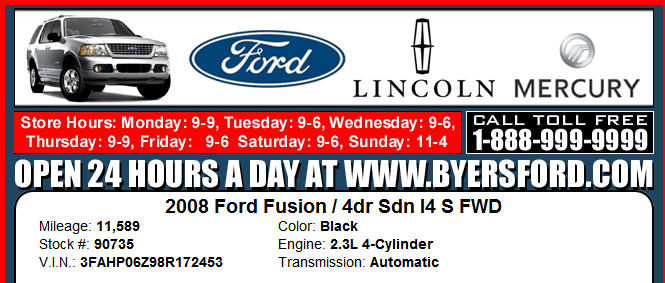 Ford
LINCOLN
MERCURY
Store Hours: Monday: 9-9, Tuesday: 9-6, Wednesday: 9-6,
Thursday: 9-9, Friday: 9-6 Saturday: 9-6, Sunday: 11-4
CALL TOLL FREE
1-888-999-9999
OPEN 24 HOURS A DAY AT WWW.BYERSFORD.COM
2008 Ford Fusion / 4dr Sdn I4 S FWD
Mileage: 11,589
Color: Black
Stock #: 90735
Engine: 2.3L 4-Cylinder
V.I.N.: 3FAHP06Z98R172453
Transmission: Automatic